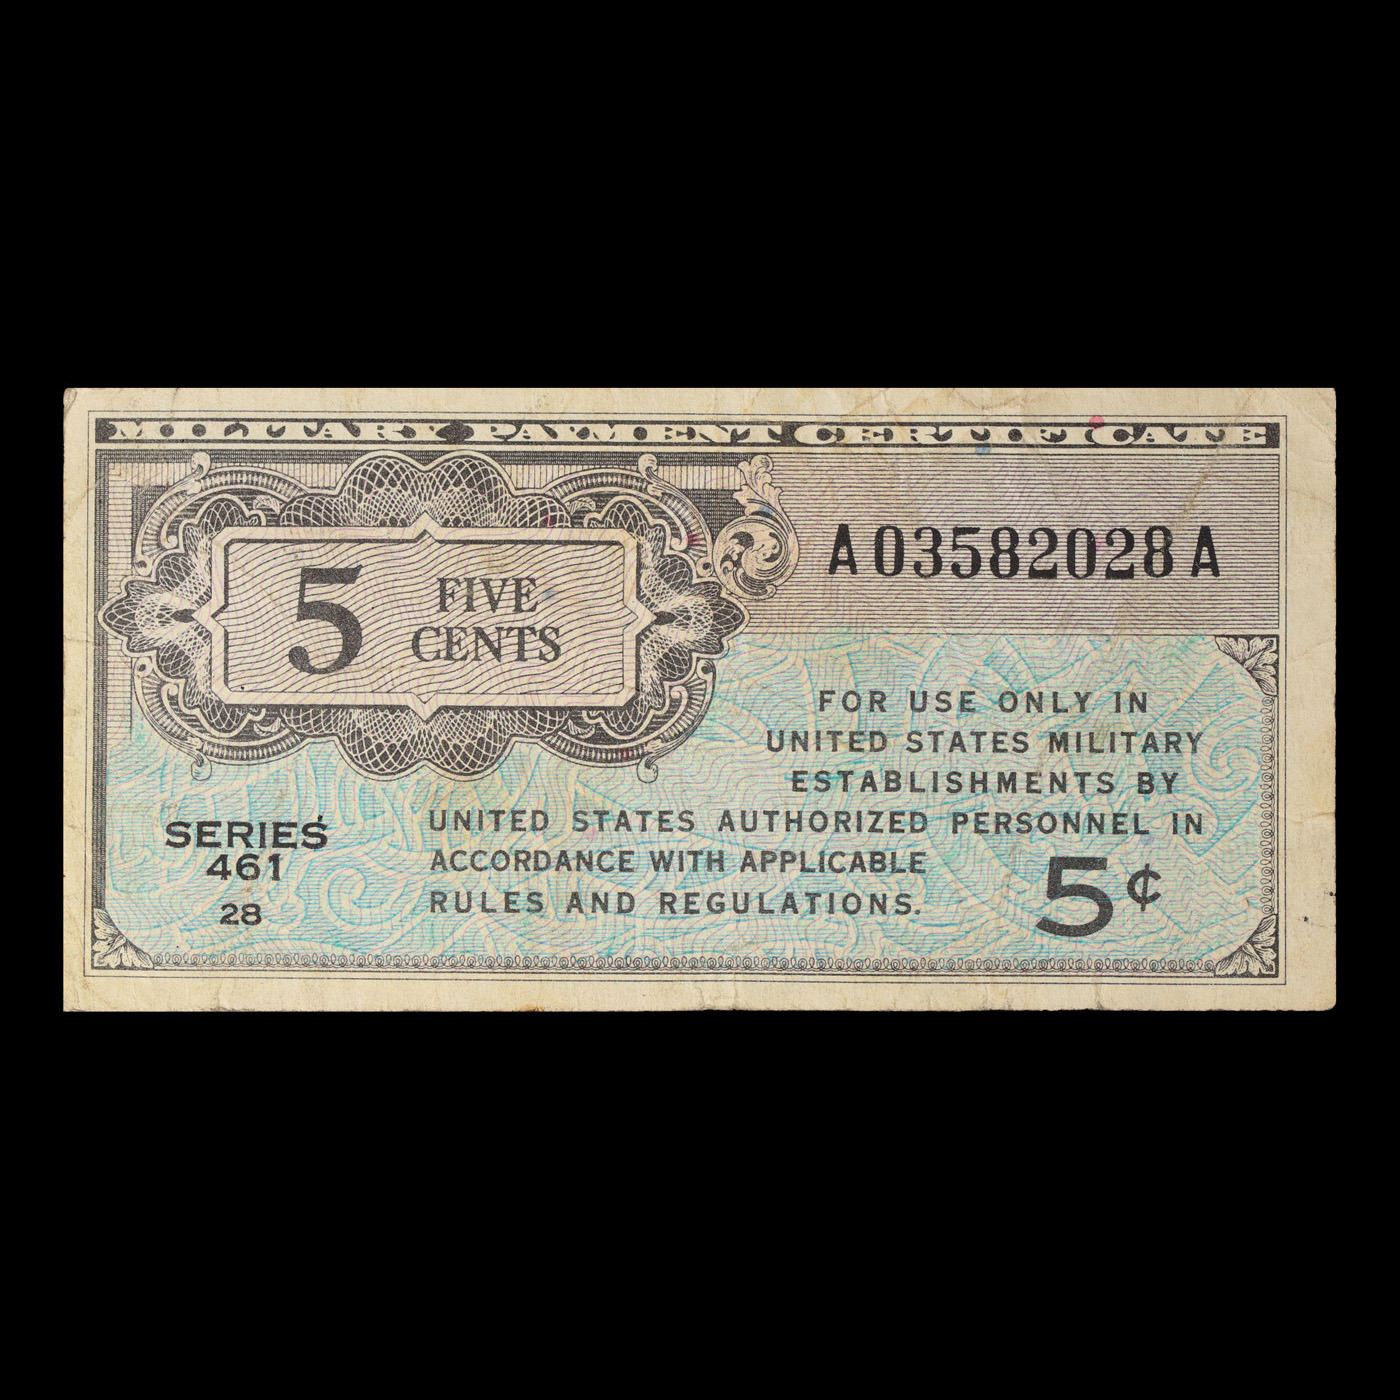 MILITARY PAYMENT CERTIFICATE
A03582028A
5 FIVE
CENTS
FOR USE ONLY IN
UNITED STATES MILITARY
ESTABLISHMENTS BY
UNITED STATES AUTHORIZED PERSONNEL IN
ACCORDANCE WITH APPLICABLE
RULES AND REGULATIONS.
SERIES
461
28
5¢